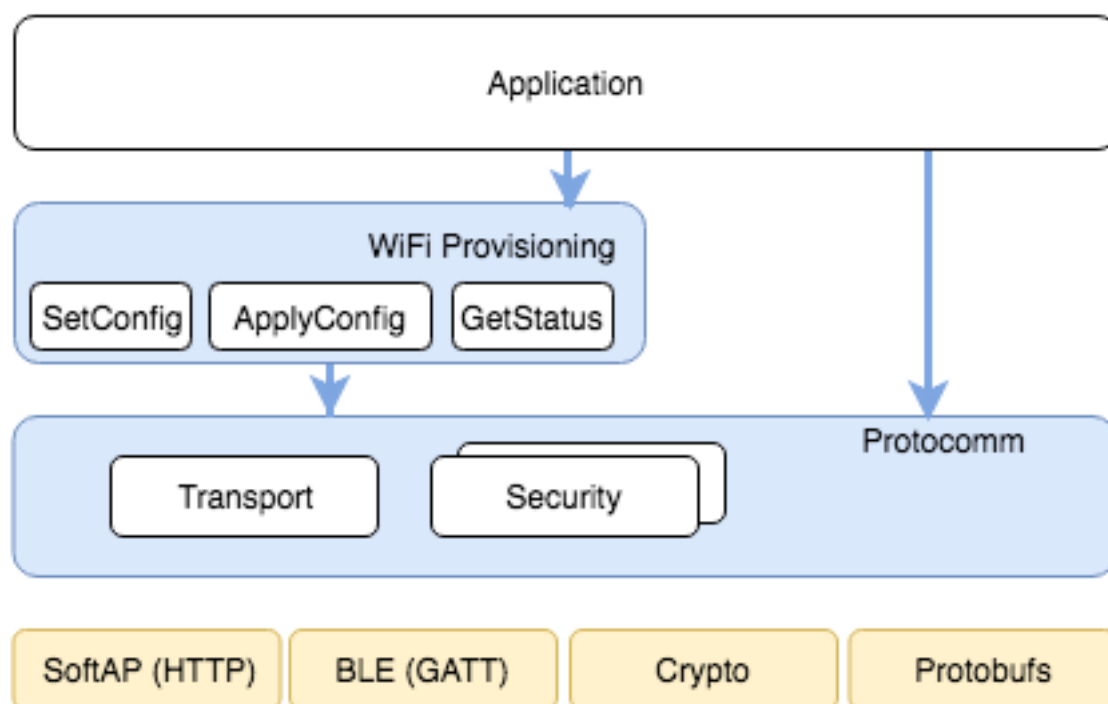 Application
WiFi Provisioning
SetConfig
ApplyConfig
GetStatus
Protocomm
Transport
Security
SoftAP (HTTP)
BLE (GATT)
Crypto
Protobufs